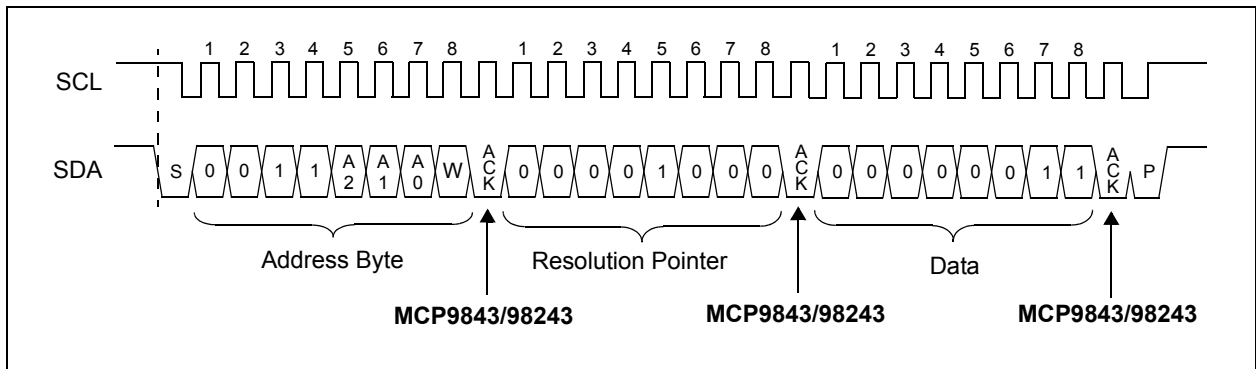 1 2 3 4 5 6 7 8 1 2 3 4 5 6 7 8 1 2 3 4 5 6 7 8
SCL
SDA S 0 0 1 1 A2 A1 A0 W ACK 0 0 0 0 1 0 0 0 ACK 0 0 0 0 0 0 1 1 ACK P
Address Byte Resolution Pointer Data
MCP9843/98243 MCP9843/98243 MCP9843/98243